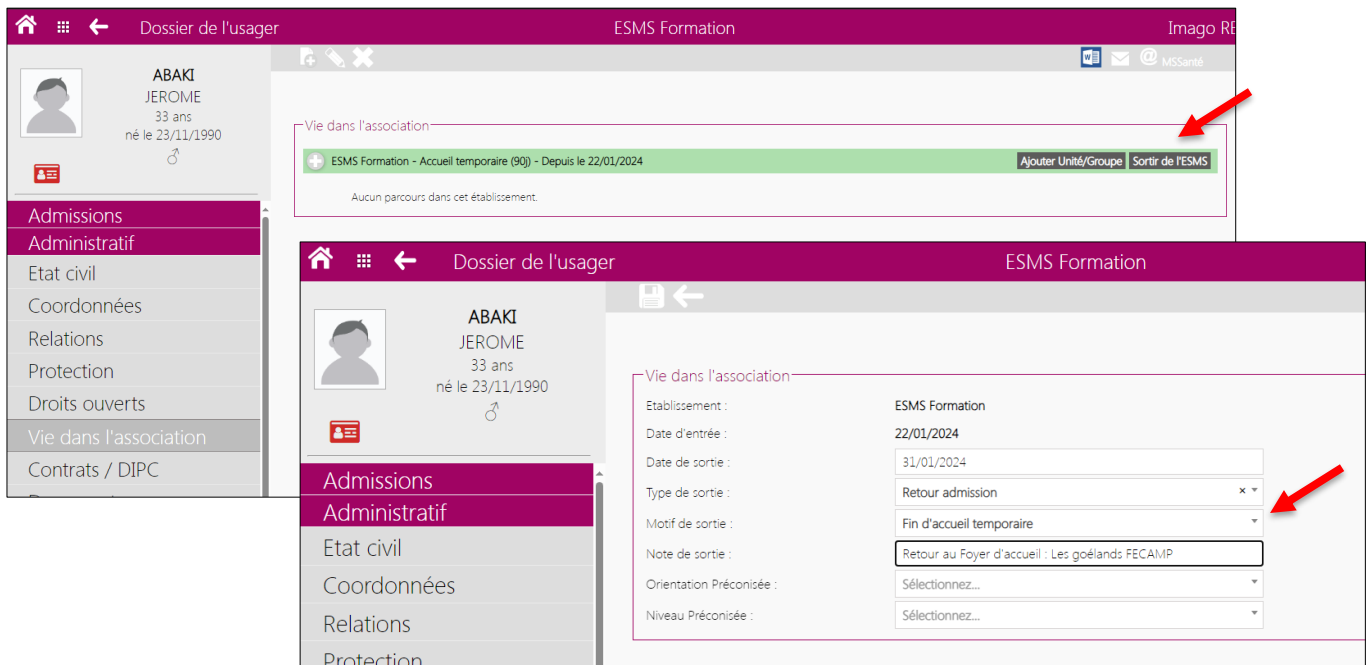 Dossier de l'usager ESMS Formation Imago RE
ABAKI
JEROME
33 ans
né le 23/11/1990
MSSanté
Vie dans l'association
ESMS Formation - Accueil temporaire (90j) - Depuis le 22/01/2024 Ajouter Unité/Groupe Sortir de l'ESMS
Aucun parcours dans cet établissement.
Admissions
Administratif
Etat civil
Coordonnées
Relations
Protection
Droits ouverts
Vie dans l'association
Contrats / DIPC
Dossier de l'usager ESMS Formation
ABAKI
JEROME
33 ans
né le 23/11/1990
Admissions
Administratif
Etat civil
Coordonnées
Relations
Protection
Vie dans l'association
Etablissement : ESMS Formation
Date d'entrée : 22/01/2024
Date de sortie : 31/01/2024
Type de sortie : Retour admission
Motif de sortie : Fin d'accueil temporaire
Note de sortie : Retour au Foyer d'accueil : Les goélands FECAMP
Orientation Préconisée : Sélectionnez...
Niveau Préconisée : Sélectionnez...